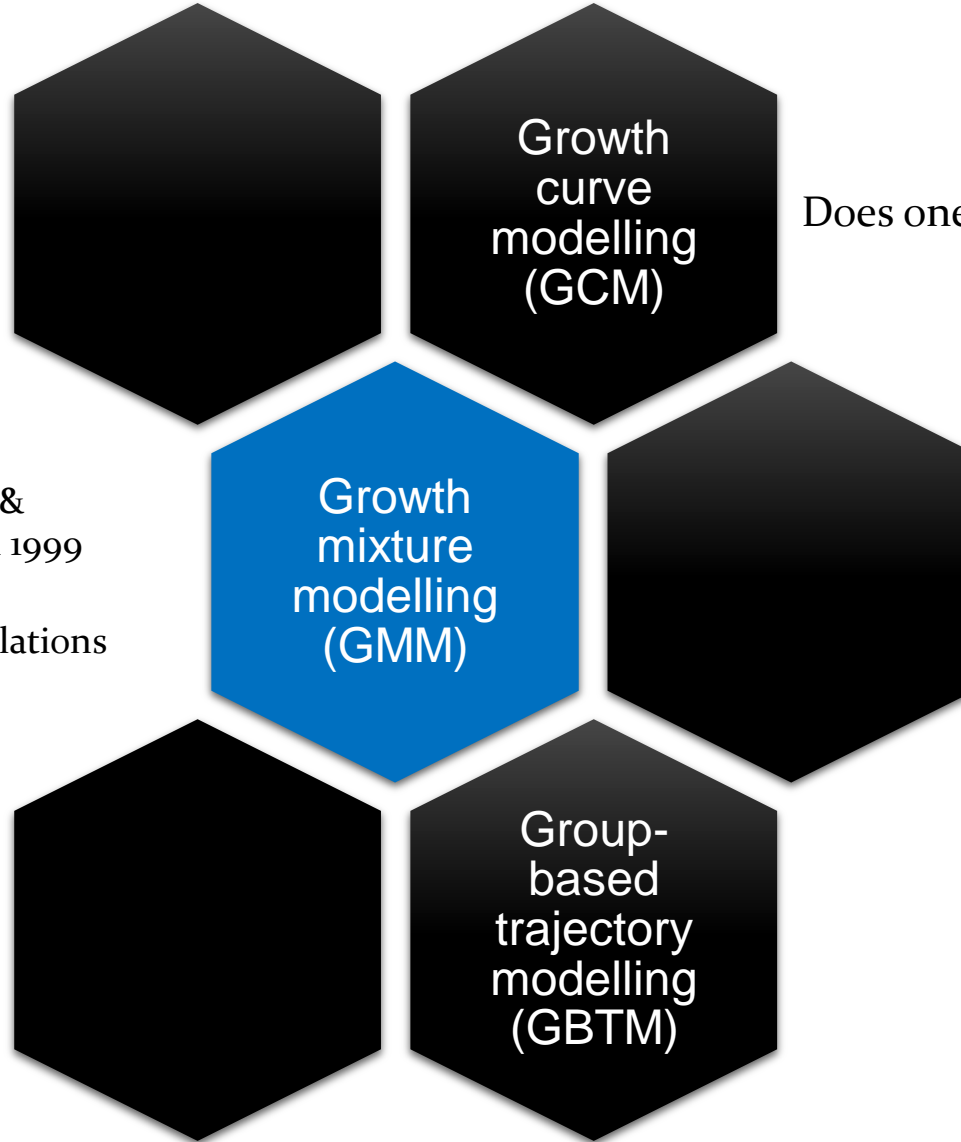 Growth
curve
modelling
(GCM)
Does one
&
1999
lations
Growth
mixture
modelling
(GMM)
Group-
based
trajectory
modelling
(GBTM)